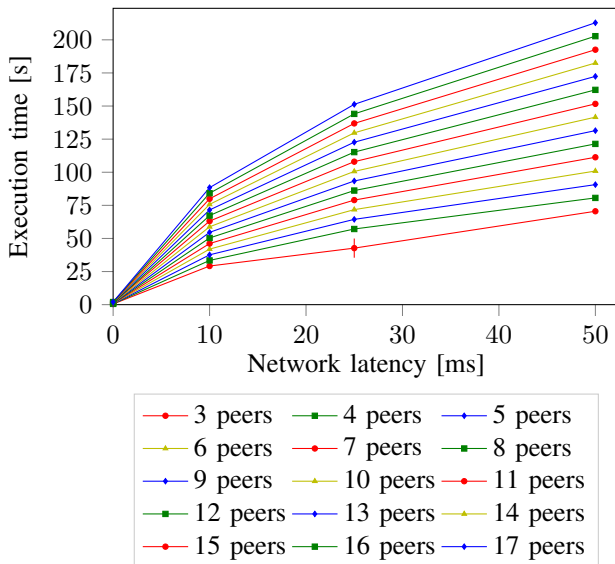 200
175
150
125
100
75
50
25
0
Execution time [s]
0 10 20 30 40 50
Network latency [ms]
3 peers 4 peers 5 peers
6 peers 7 peers 8 peers
9 peers 10 peers 11 peers
12 peers 13 peers 14 peers
15 peers 16 peers 17 peers